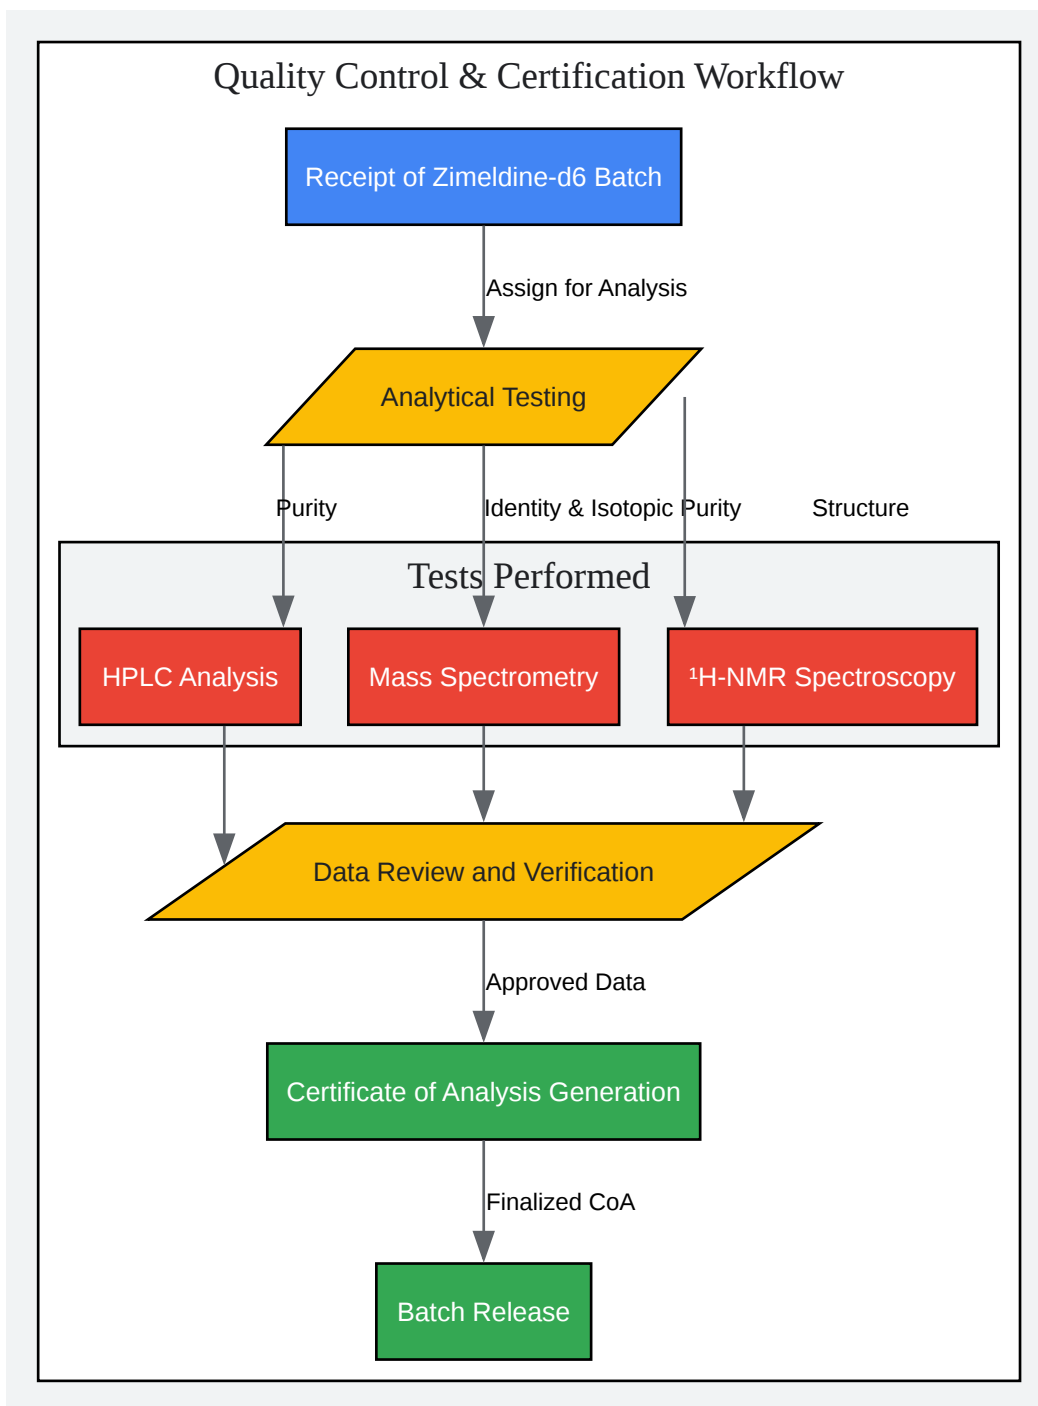 Quality Control & Certification Workflow
Receipt of Zimeldine-d6 Batch
Assign for Analysis
Analytical Testing
Purity
Identity & Isotopic Purity
Structure
Tests Performed
HPLC Analysis
Mass Spectrometry
¹H-NMR Spectroscopy
Data Review and Verification
Approved Data
Certificate of Analysis Generation
Finalized CoA
Batch Release